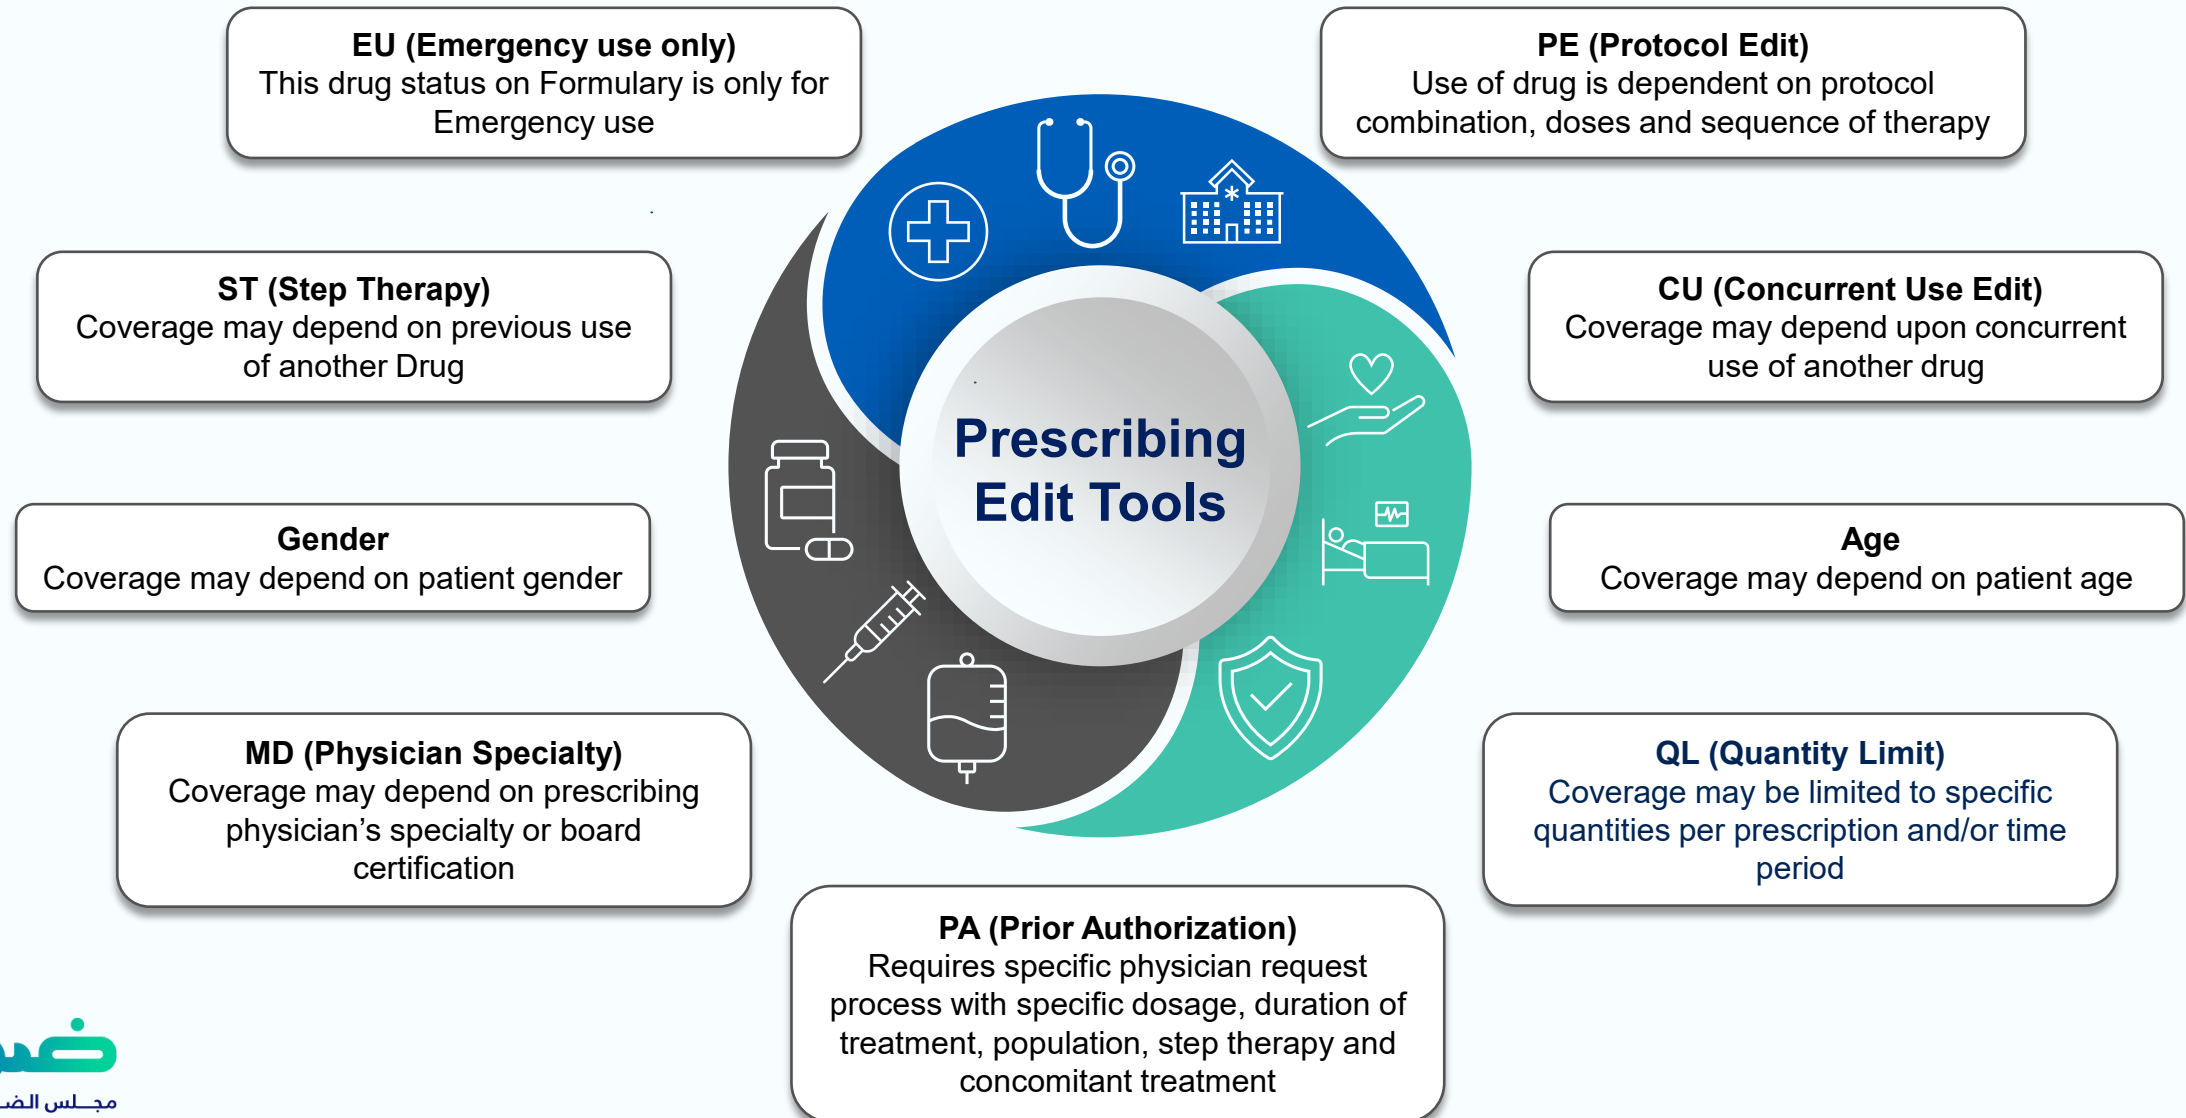 EU (Emergency use only)
This drug status on Formulary is only for
Emergency use
PE (Protocol Edit)
Use of drug is dependent on protocol
combination, doses and sequence of therapy
ST (Step Therapy)
Coverage may depend on previous use
of another Drug
CU (Concurrent Use Edit)
Coverage may depend upon concurrent
use of another drug
Prescribing
Edit Tools
Gender
Coverage may depend on patient gender
Age
Coverage may depend on patient age
MD (Physician Specialty)
Coverage may depend on prescribing
physician’s specialty or board
certification
QL (Quantity Limit)
Coverage may be limited to specific
quantities per prescription and/or time
period
PA (Prior Authorization)
Requires specific physician request
process with specific dosage, duration of
treatment, population, step therapy and
concomitant treatment
مجلس